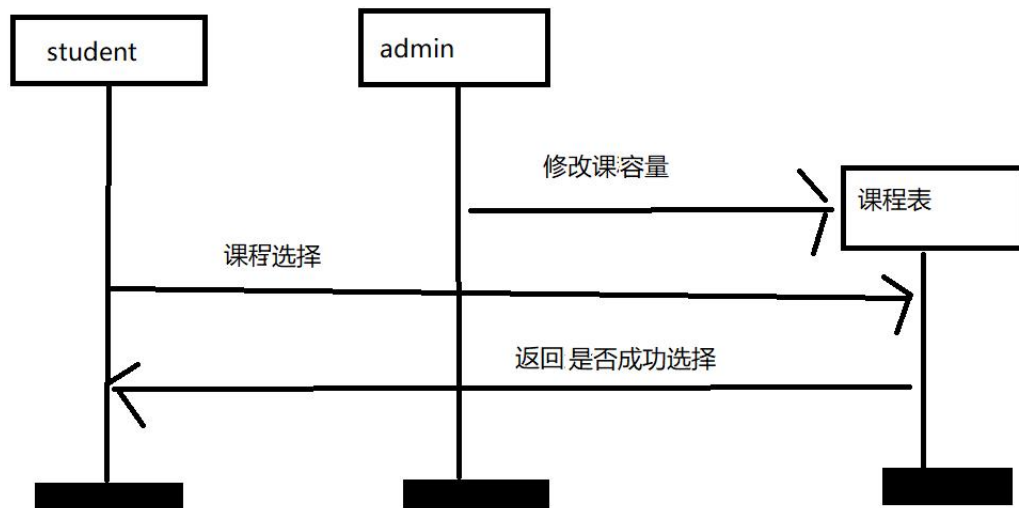 student
admin
修改课容量
课程表
课程选择
返回 是否成功选择